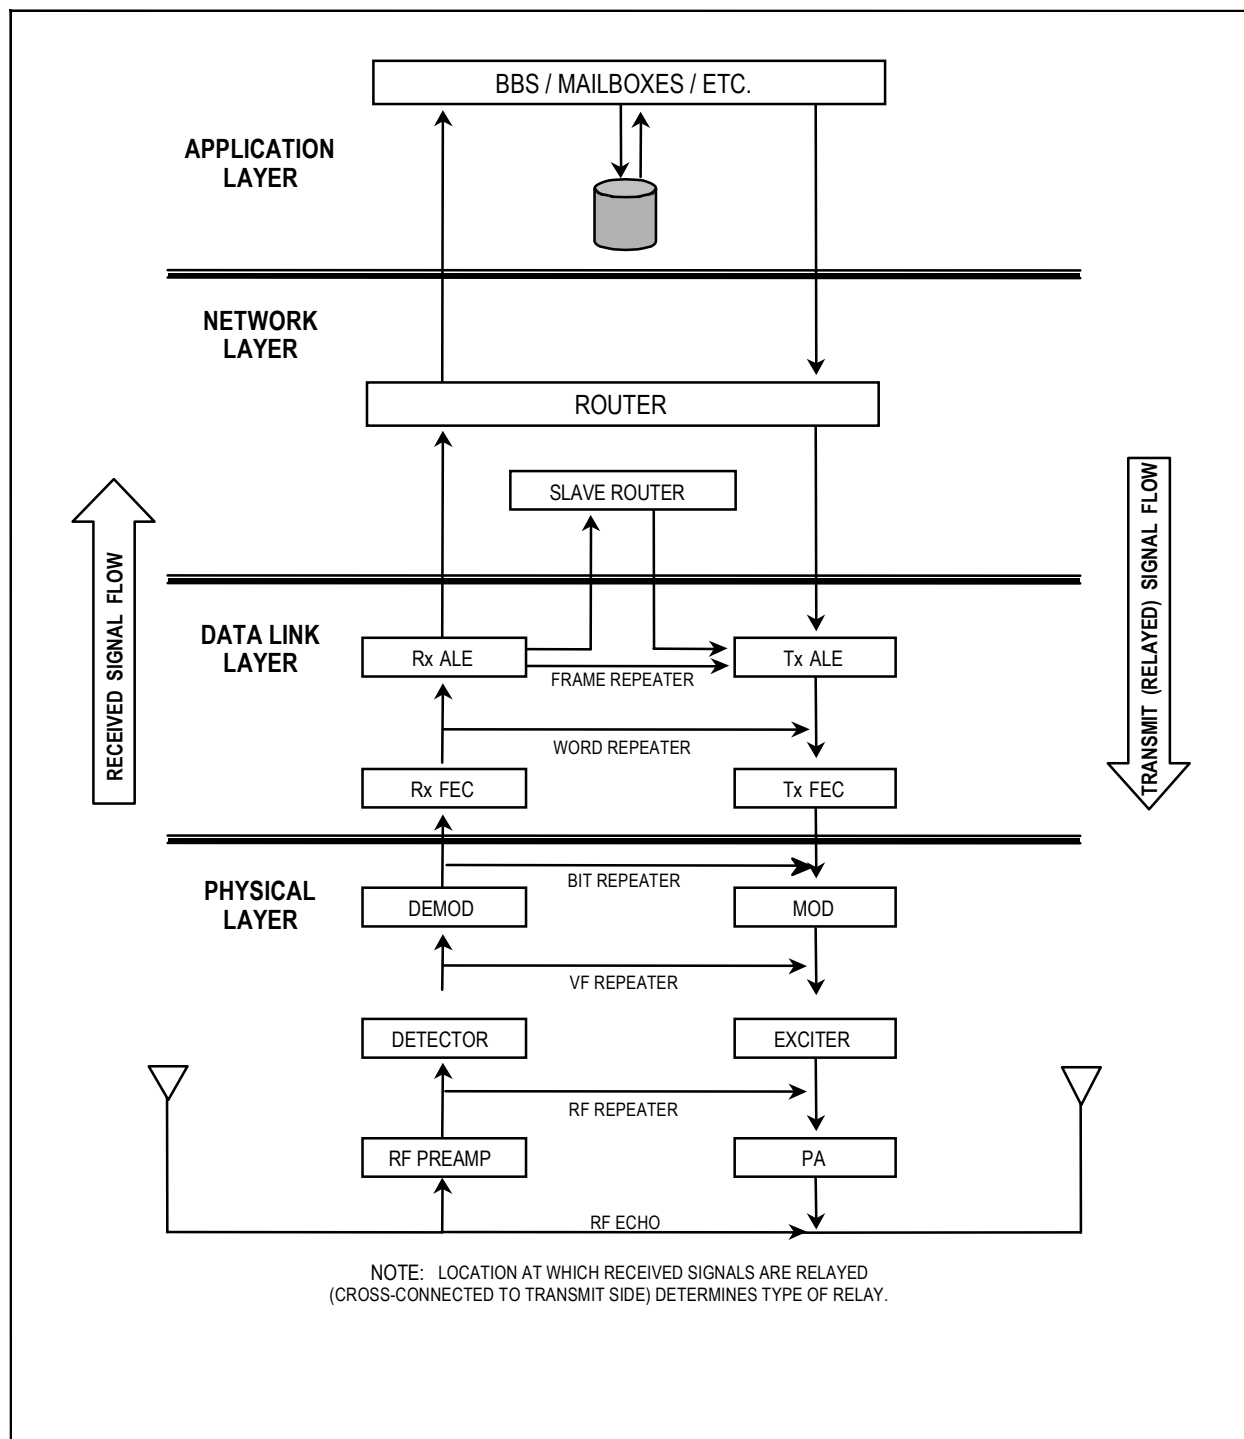 BBS / MAILBOXES / ETC.
APPLICATION
LAYER
NETWORK
LAYER
ROUTER
SLAVE ROUTER
RECEIVED SIGNAL FLOW
TRANSMIT (RELAYED) SIGNAL FLOW
DATA LINK
LAYER
Rx ALE
Tx ALE
FRAME REPEATER
WORD REPEATER
Rx FEC
Tx FEC
PHYSICAL
LAYER
BIT REPEATER
DEMOD
MOD
VF REPEATER
DETECTOR
EXCITER
RF REPEATER
RF PREAMP
PA
RF ECHO
NOTE: LOCATION AT WHICH RECEIVED SIGNALS ARE RELAYED
(CROSS-CONNECTED TO TRANSMIT SIDE) DETERMINES TYPE OF RELAY.